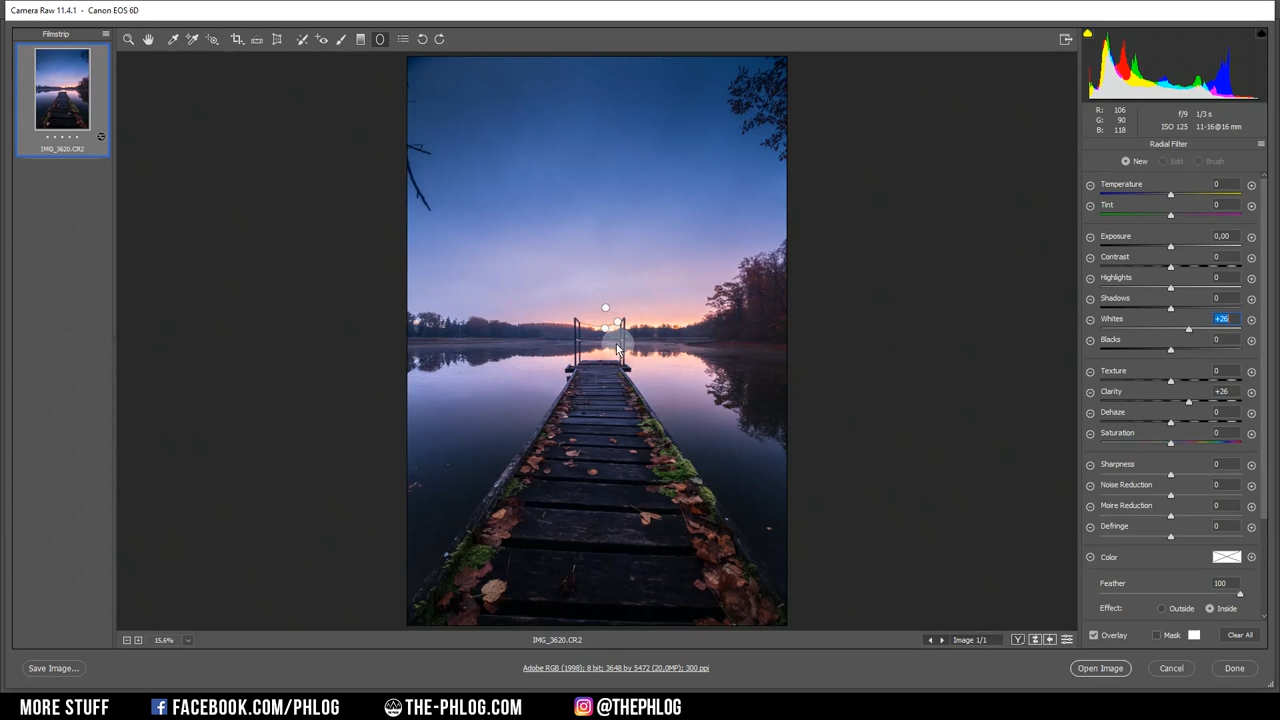 Camera Raw 11.4.1 - Canon EOS 6D
Filmstrip
IMG_3620.CR2
R: 106
G: 90
B: 118
f/9 1/3 s
ISO 125 11-16@16 mm
Radial Filter
New Edit Brush
Temperature 0
Tint 0
Exposure 0,00
Contrast 0
Highlights 0
Shadows 0
Whites +26
Blacks 0
Texture 0
Clarity +26
Dehaze 0
Saturation 0
Sharpness 0
Noise Reduction 0
Moire Reduction 0
Defringe 0
Color
Feather 100
Effect: Outside Inside
15,6% IMG_3620.CR2 Image 1/1 Y Overlay Mask Clear All
Save Image... Adobe RGB (1998); 8 bit; 3648 by 5472 (20,0MP); 300 ppi Open Image Cancel Done
MORE STUFF FACEBOOK.COM/PHLOG THE-PHLOG.COM @THEPHLOG